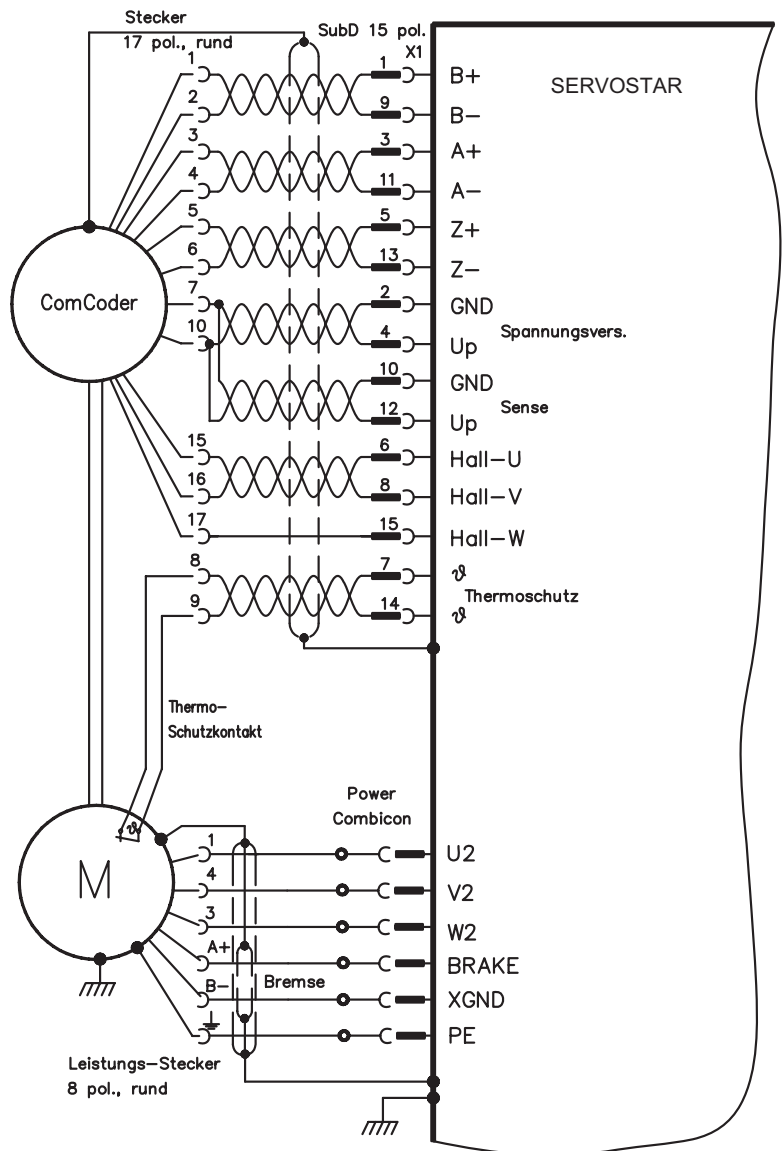 Stecker
17 pol., rund
SubD 15 pol.
X1
SERVOSTAR
1 1 B+
2 9 B-
3 3 A+
4 11 A-
5 5 Z+
6 13 Z-
ComCoder
7 2 GND
Spannungsvers.
10 4 Up
10 GND
Sense
12 Up
15 6 Hall-U
16 8 Hall-V
17 15 Hall-W
8 7 ϑ
Thermoschutz
9 14 ϑ
Thermo-
Schutzkontakt
Power
Combicon
ϑ
M
1 U2
4 V2
3 W2
A+ BRAKE
Bremse
B- XGND
PE
Leistungs-Stecker
8 pol., rund